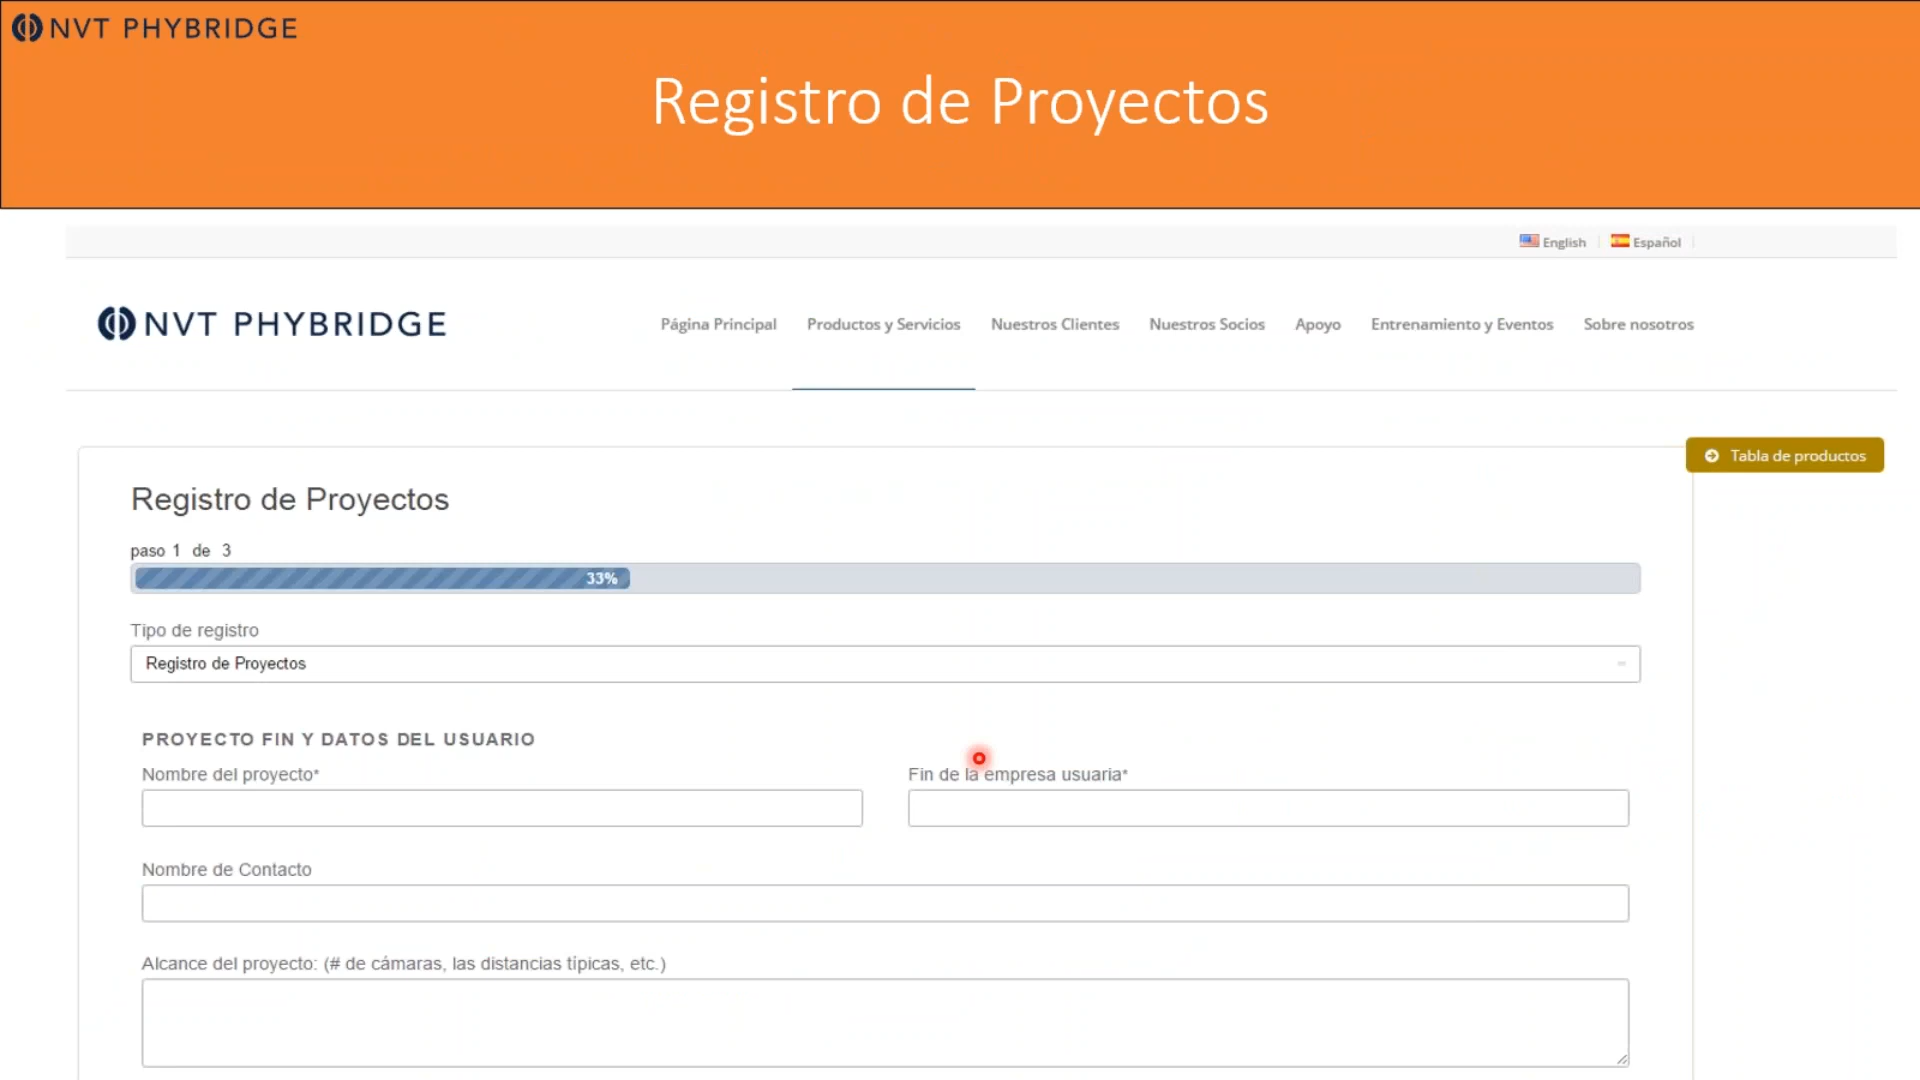 NVT PHYBRIDGE
Registro de Proyectos
English
Español
NVT PHYBRIDGE
Página Principal
Productos y Servicios
Nuestros Clientes
Nuestros Socios
Apoyo
Entrenamiento y Eventos
Sobre nosotros
Tabla de productos
Registro de Proyectos
paso 1 de 3
33%
Tipo de registro
Registro de Proyectos
PROYECTO FIN Y DATOS DEL USUARIO
Nombre del proyecto*
Fin de la empresa usuaria*
Nombre de Contacto
Alcance del proyecto: (# de cámaras, las distancias típicas, etc.)